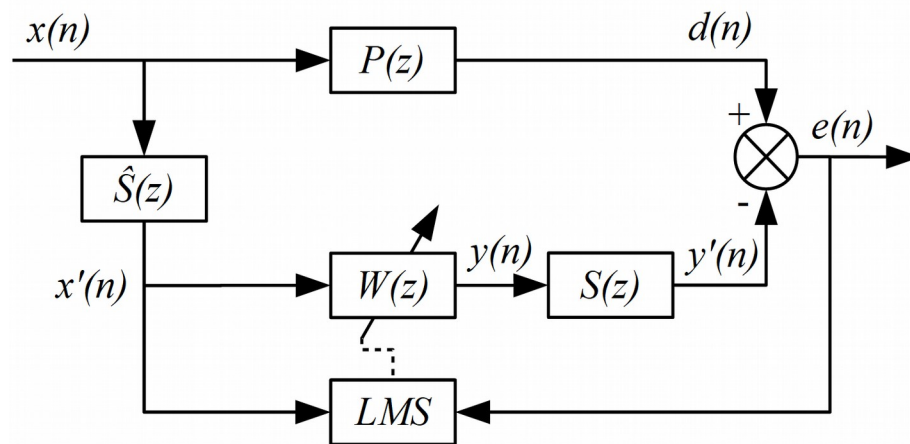 x(n)
P(z)
d(n)
+
e(n)
Ŝ(z)
-
x'(n)
W(z)
y(n)
S(z)
y'(n)
LMS